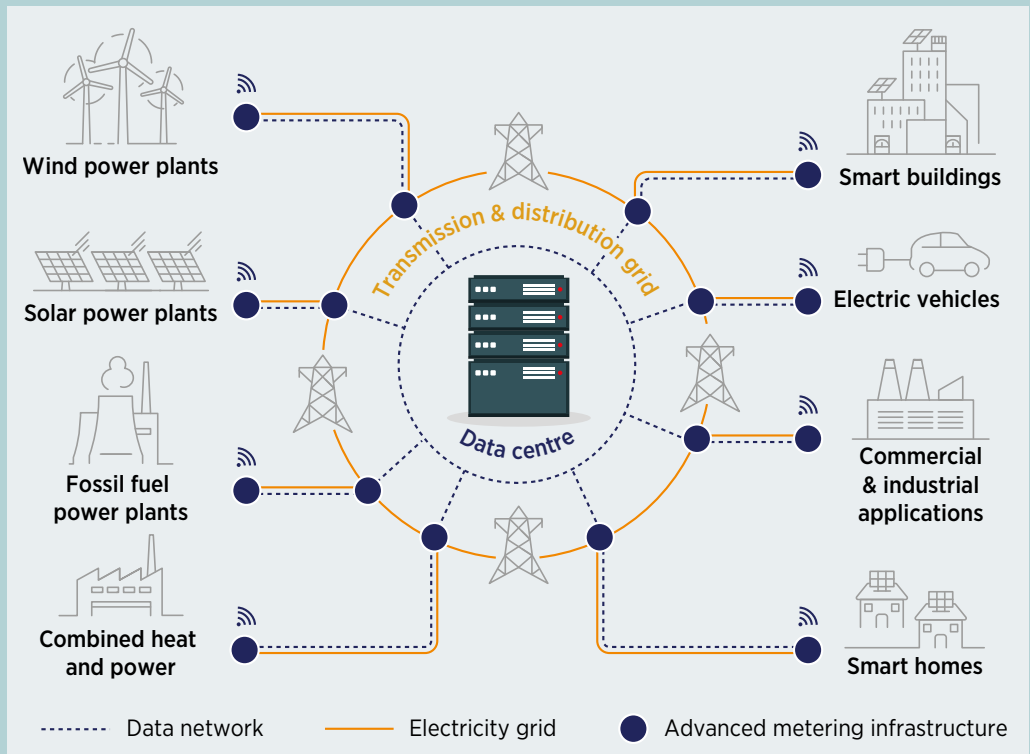 Wind power plants
Solar power plants
Fossil fuel
power plants
Combined heat
and power
Transmission & distribution grid
Data centre
Smart buildings
Electric vehicles
Commercial
& industrial
applications
Smart homes
Data network
Electricity grid
Advanced metering infrastructure